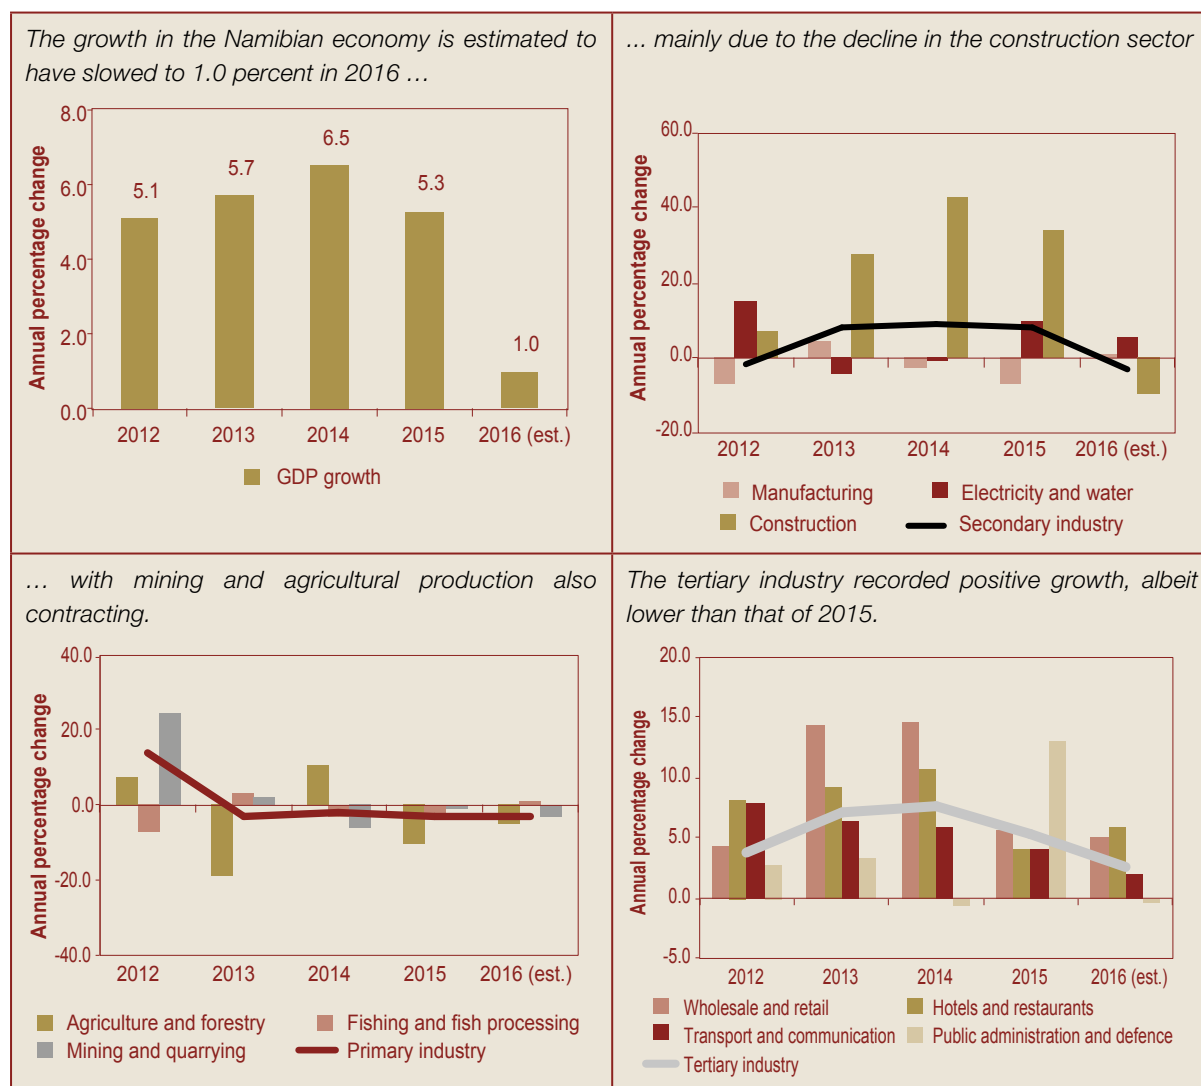 The growth in the Namibian economy is estimated to
have slowed to 1.0 percent in 2016 …
8.0
6.0
4.0
2.0
0.0
Annual percentage change
5.1
5.7
6.5
5.3
1.0
2012 2013 2014 2015 2016 (est.)
GDP growth
... mainly due to the decline in the construction sector
60.0
40.0
20.0
0.0
-20.0
Annual percentage change
2012 2013 2014 2015 2016 (est.)
Manufacturing Electricity and water
Construction Secondary industry
… with mining and agricultural production also
contracting.
40.0
20.0
0.0
-20.0
-40.0
Annual percentage change
2012 2013 2014 2015 2016 (est.)
Agriculture and forestry Fishing and fish processing
Mining and quarrying Primary industry
The tertiary industry recorded positive growth, albeit
lower than that of 2015.
20.0
15.0
10.0
5.0
0.0
-5.0
Annual percentage change
2012 2013 2014 2015 2016 (est.)
Wholesale and retail Hotels and restaurants
Transport and communication Public administration and defence
Tertiary industry